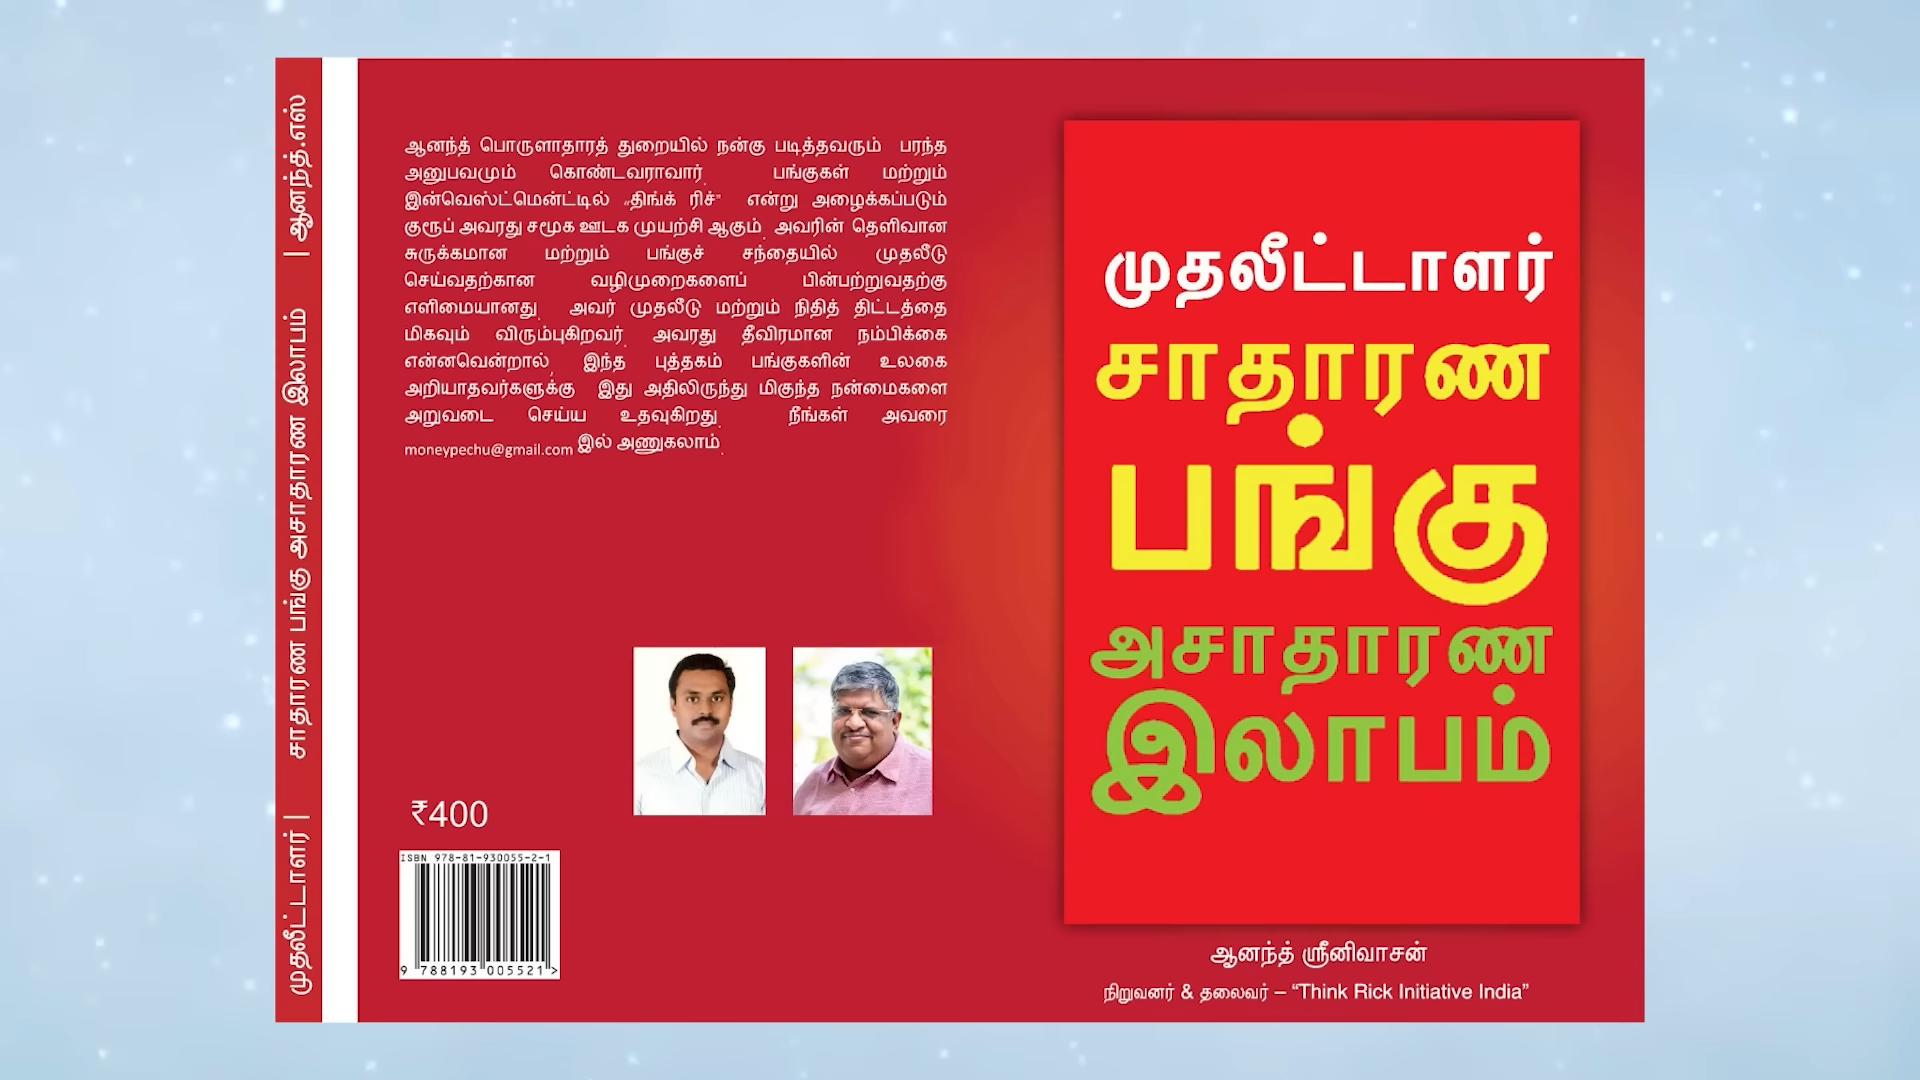 முதலீட்டாளர் | சாதாரண பங்கு அசாதாரண இலாபம் | ஆனந்த்.எஸ்
ஆனந்த் பொருளாதாரத் துறையில் நன்கு படித்தவரும் பரந்த
அனுபவமும் கொண்டவராவார். பங்குகள் மற்றும்
இன்வெஸ்ட்மென்ட்டில் “திங்க் ரிச்” என்று அழைக்கப்படும்
குரூப் அவரது சமூக ஊடக முயற்சி ஆகும். அவரின் தெளிவான
சுருக்கமான மற்றும் பங்குச் சந்தையில் முதலீடு
செய்வதற்கான வழிமுறைகளைப் பின்பற்றுவதற்கு
எளிமையானது. அவர் முதலீடு மற்றும் நிதித் திட்டத்தை
மிகவும் விரும்புகிறவர். அவரது தீவிரமான நம்பிக்கை
என்னவென்றால், இந்த புத்தகம் பங்குகளின் உலகை
அறியாதவர்களுக்கு இது அதிலிருந்து மிகுந்த நன்மைகளை
அறுவடை செய்ய உதவுகிறது. நீங்கள் அவரை
moneypechu@gmail.com இல் அணுகலாம்.
₹400
ISBN 978-81-930055-2-1
9 788193 005521 >
முதலீட்டாளர்
சாதாரண
பங்கு
அசாதாரண
இலாபம்
ஆனந்த் ஸ்ரீனிவாசன்
நிறுவனர் & தலைவர் – “Think Rick Initiative India”